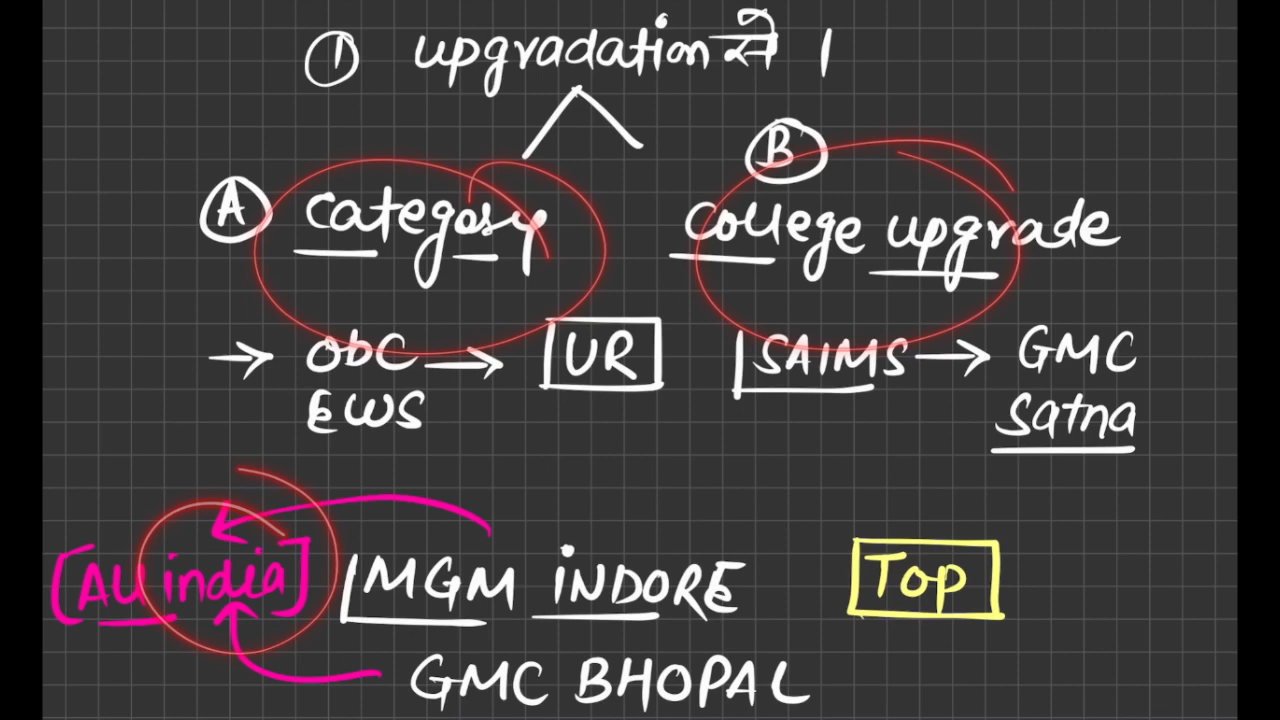 ① upgradation से |
Ⓑ
Ⓐ category college upgrade
→ ObC → UR SAIMS → GMC
EWS Satna
[All india] MGM INDORE Top
GMC BHOPAL